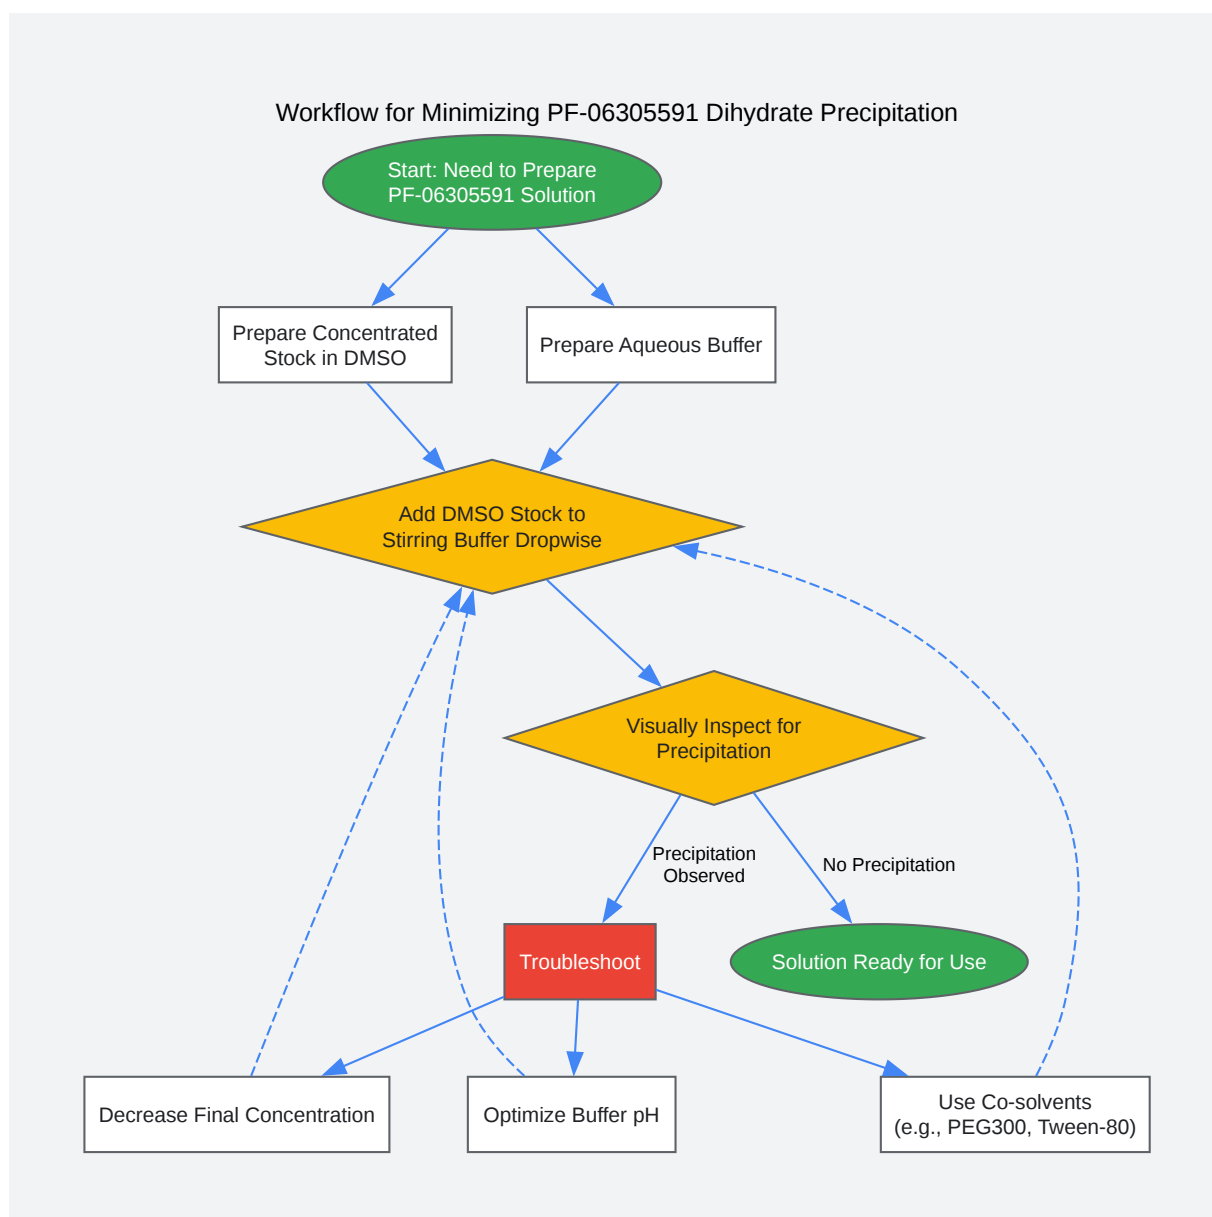 Workflow for Minimizing PF-06305591 Dihydrate Precipitation
Start: Need to Prepare
PF-06305591 Solution
Prepare Concentrated
Stock in DMSO
Prepare Aqueous Buffer
Add DMSO Stock to
Stirring Buffer Dropwise
Visually Inspect for
Precipitation
Precipitation
Observed
No Precipitation
Troubleshoot
Solution Ready for Use
Decrease Final Concentration
Optimize Buffer pH
Use Co-solvents
(e.g., PEG300, Tween-80)